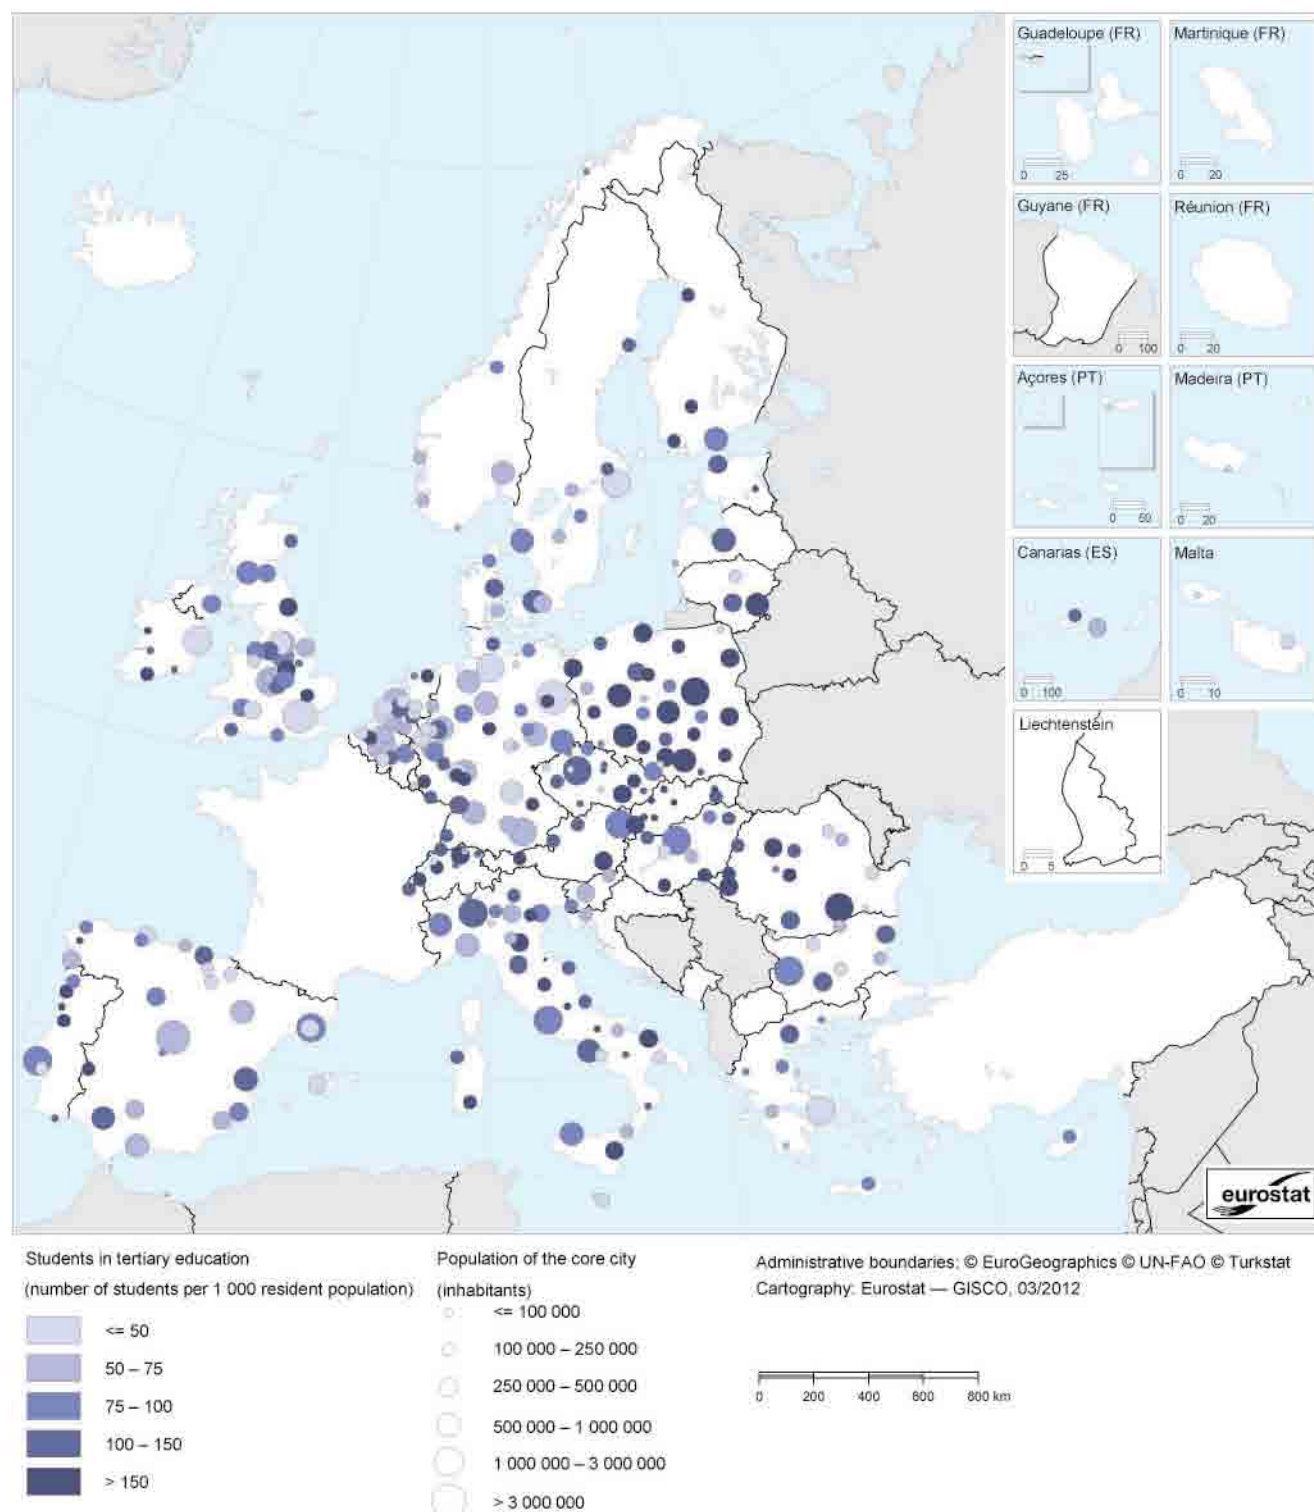 Guadeloupe (FR)
0 25
Martinique (FR)
0 20
Guyane (FR)
0 100
Réunion (FR)
0 20
Açores (PT)
0 50
Madeira (PT)
0 20
Canarias (ES)
0 100
Malta
0 10
Liechtenstein
0 5
eurostat
Students in tertiary education
(number of students per 1 000 resident population)
<= 50
50 – 75
75 – 100
100 – 150
> 150
Population of the core city
(inhabitants)
<= 100 000
100 000 – 250 000
250 000 – 500 000
500 000 – 1 000 000
1 000 000 – 3 000 000
> 3 000 000
Administrative boundaries: © EuroGeographics © UN-FAO © Turkstat
Cartography: Eurostat — GISCO, 03/2012
0 200 400 600 800 km